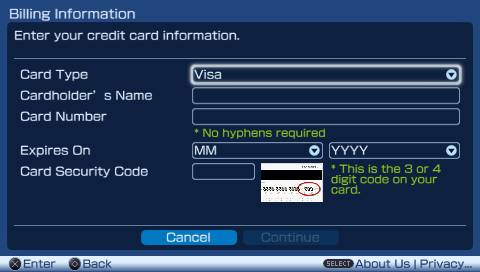 Billing Information
Enter your credit card information.
Card Type Visa
Cardholder's Name
Card Number
* No hyphens required
Expires On MM YYYY
Card Security Code
* This is the 3 or 4
digit code on your
card.
Cancel Continue
Enter Back SELECT About Us | Privacy...